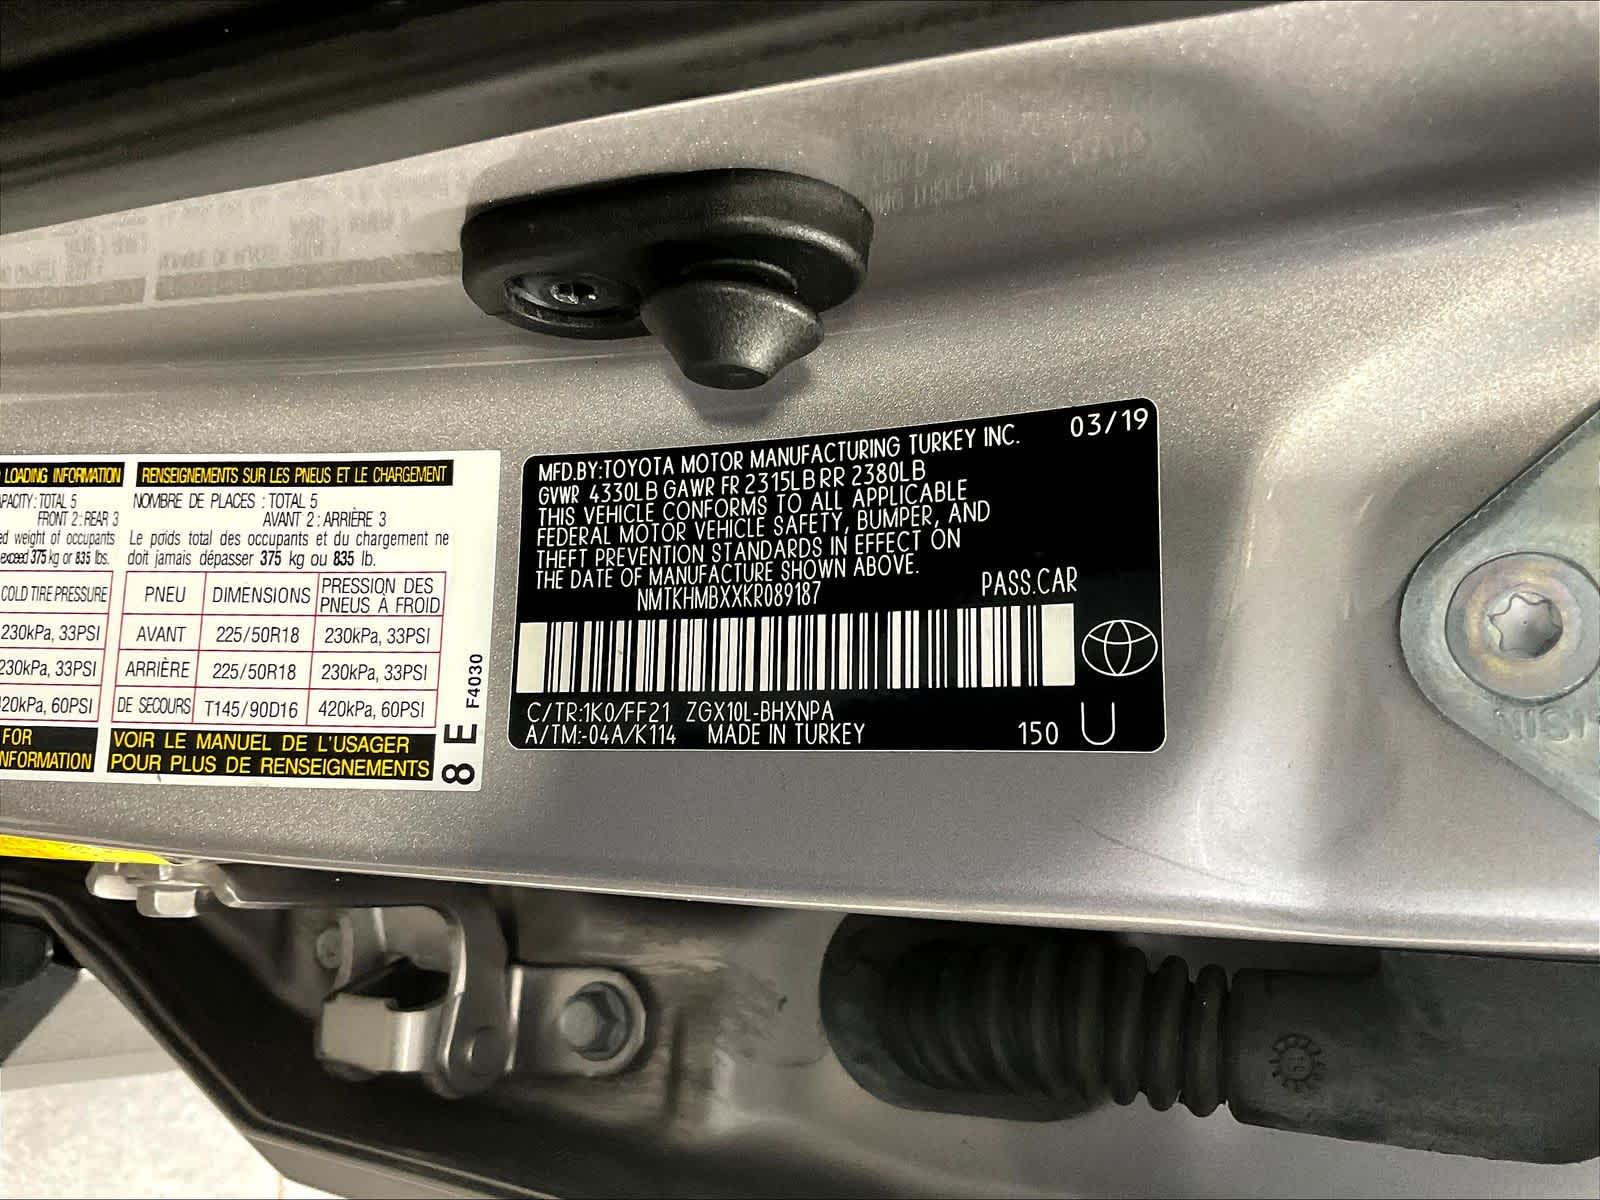 LOADING INFORMATION
TOTAL 5
FRONT 2 : REAR 3
weight of occupants
exceed 375 kg or 835 lbs.
COLD TIRE PRESSURE
230kPa, 33PSI
230kPa, 33PSI
420kPa, 60PSI
FOR
INFORMATION
RENSEIGNEMENTS SUR LES PNEUS ET LE CHARGEMENT
NOMBRE DE PLACES : TOTAL 5
AVANT 2 : ARRIÈRE 3
Le poids total des occupants et du chargement ne
doit jamais dépasser 375 kg ou 835 lb.
PNEU DIMENSIONS PRESSION DES PNEUS À FROID
AVANT 225/50R18 230kPa, 33PSI
ARRIÈRE 225/50R18 230kPa, 33PSI
DE SECOURS T145/90D16 420kPa, 60PSI
VOIR LE MANUEL DE L'USAGER
POUR PLUS DE RENSEIGNEMENTS
8 E F4030
03/19
MFD.BY:TOYOTA MOTOR MANUFACTURING TURKEY INC.
GVWR 4330LB GAWR FR 2315LB RR 2380LB
THIS VEHICLE CONFORMS TO ALL APPLICABLE
FEDERAL MOTOR VEHICLE SAFETY, BUMPER, AND
THEFT PREVENTION STANDARDS IN EFFECT ON
THE DATE OF MANUFACTURE SHOWN ABOVE.
NMTKHMBXXKR089187 PASS.CAR
C/TR:1K0/FF21 ZGX10L-BHXNPA
A/TM:-04A/K114 MADE IN TURKEY 150 U